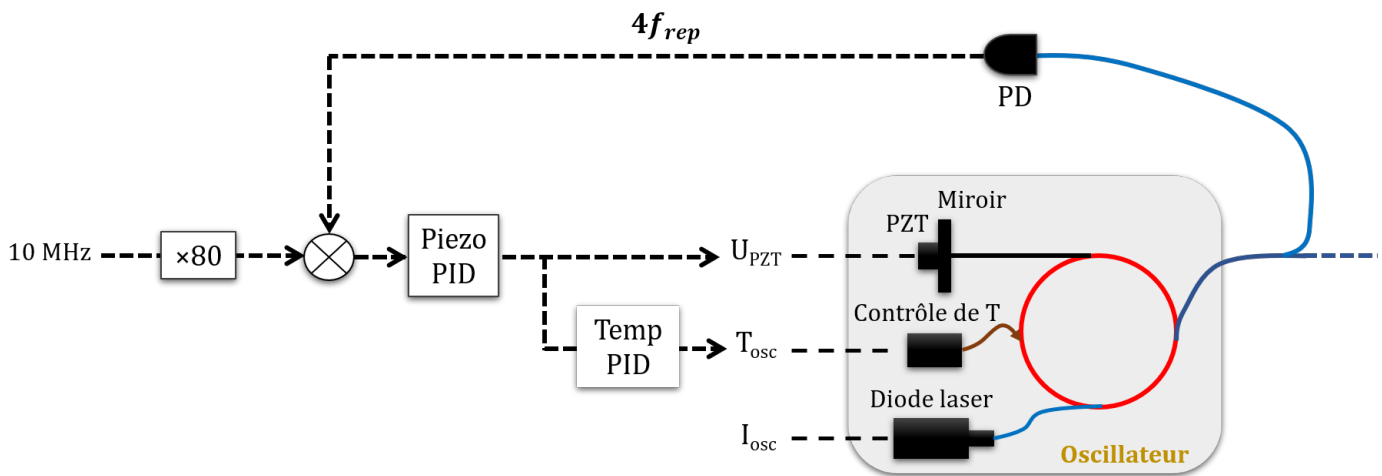 4f_rep
PD
Miroir
PZT
10 MHz
×80
Piezo
PID
U_PZT
Contrôle de T
Temp
PID
T_osc
Diode laser
I_osc
Oscillateur